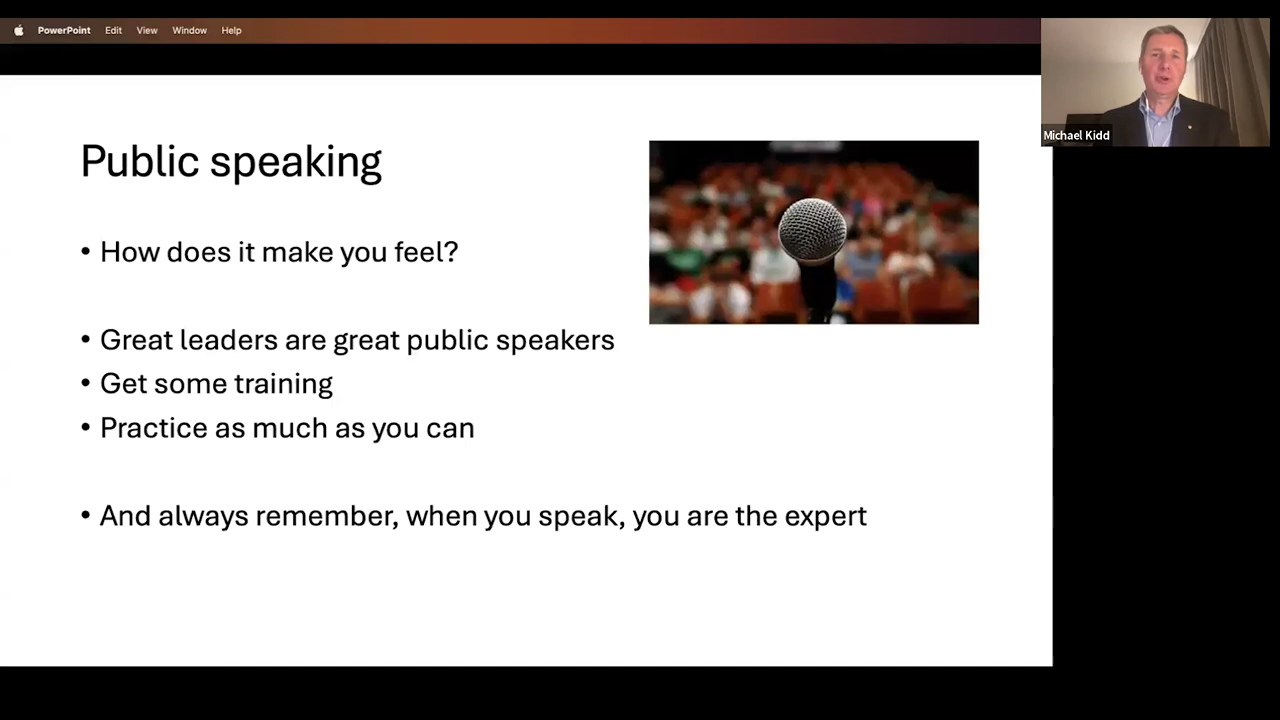 PowerPoint Edit View Window Help
Michael Kidd
Public speaking
• How does it make you feel?
• Great leaders are great public speakers
• Get some training
• Practice as much as you can
• And always remember, when you speak, you are the expert